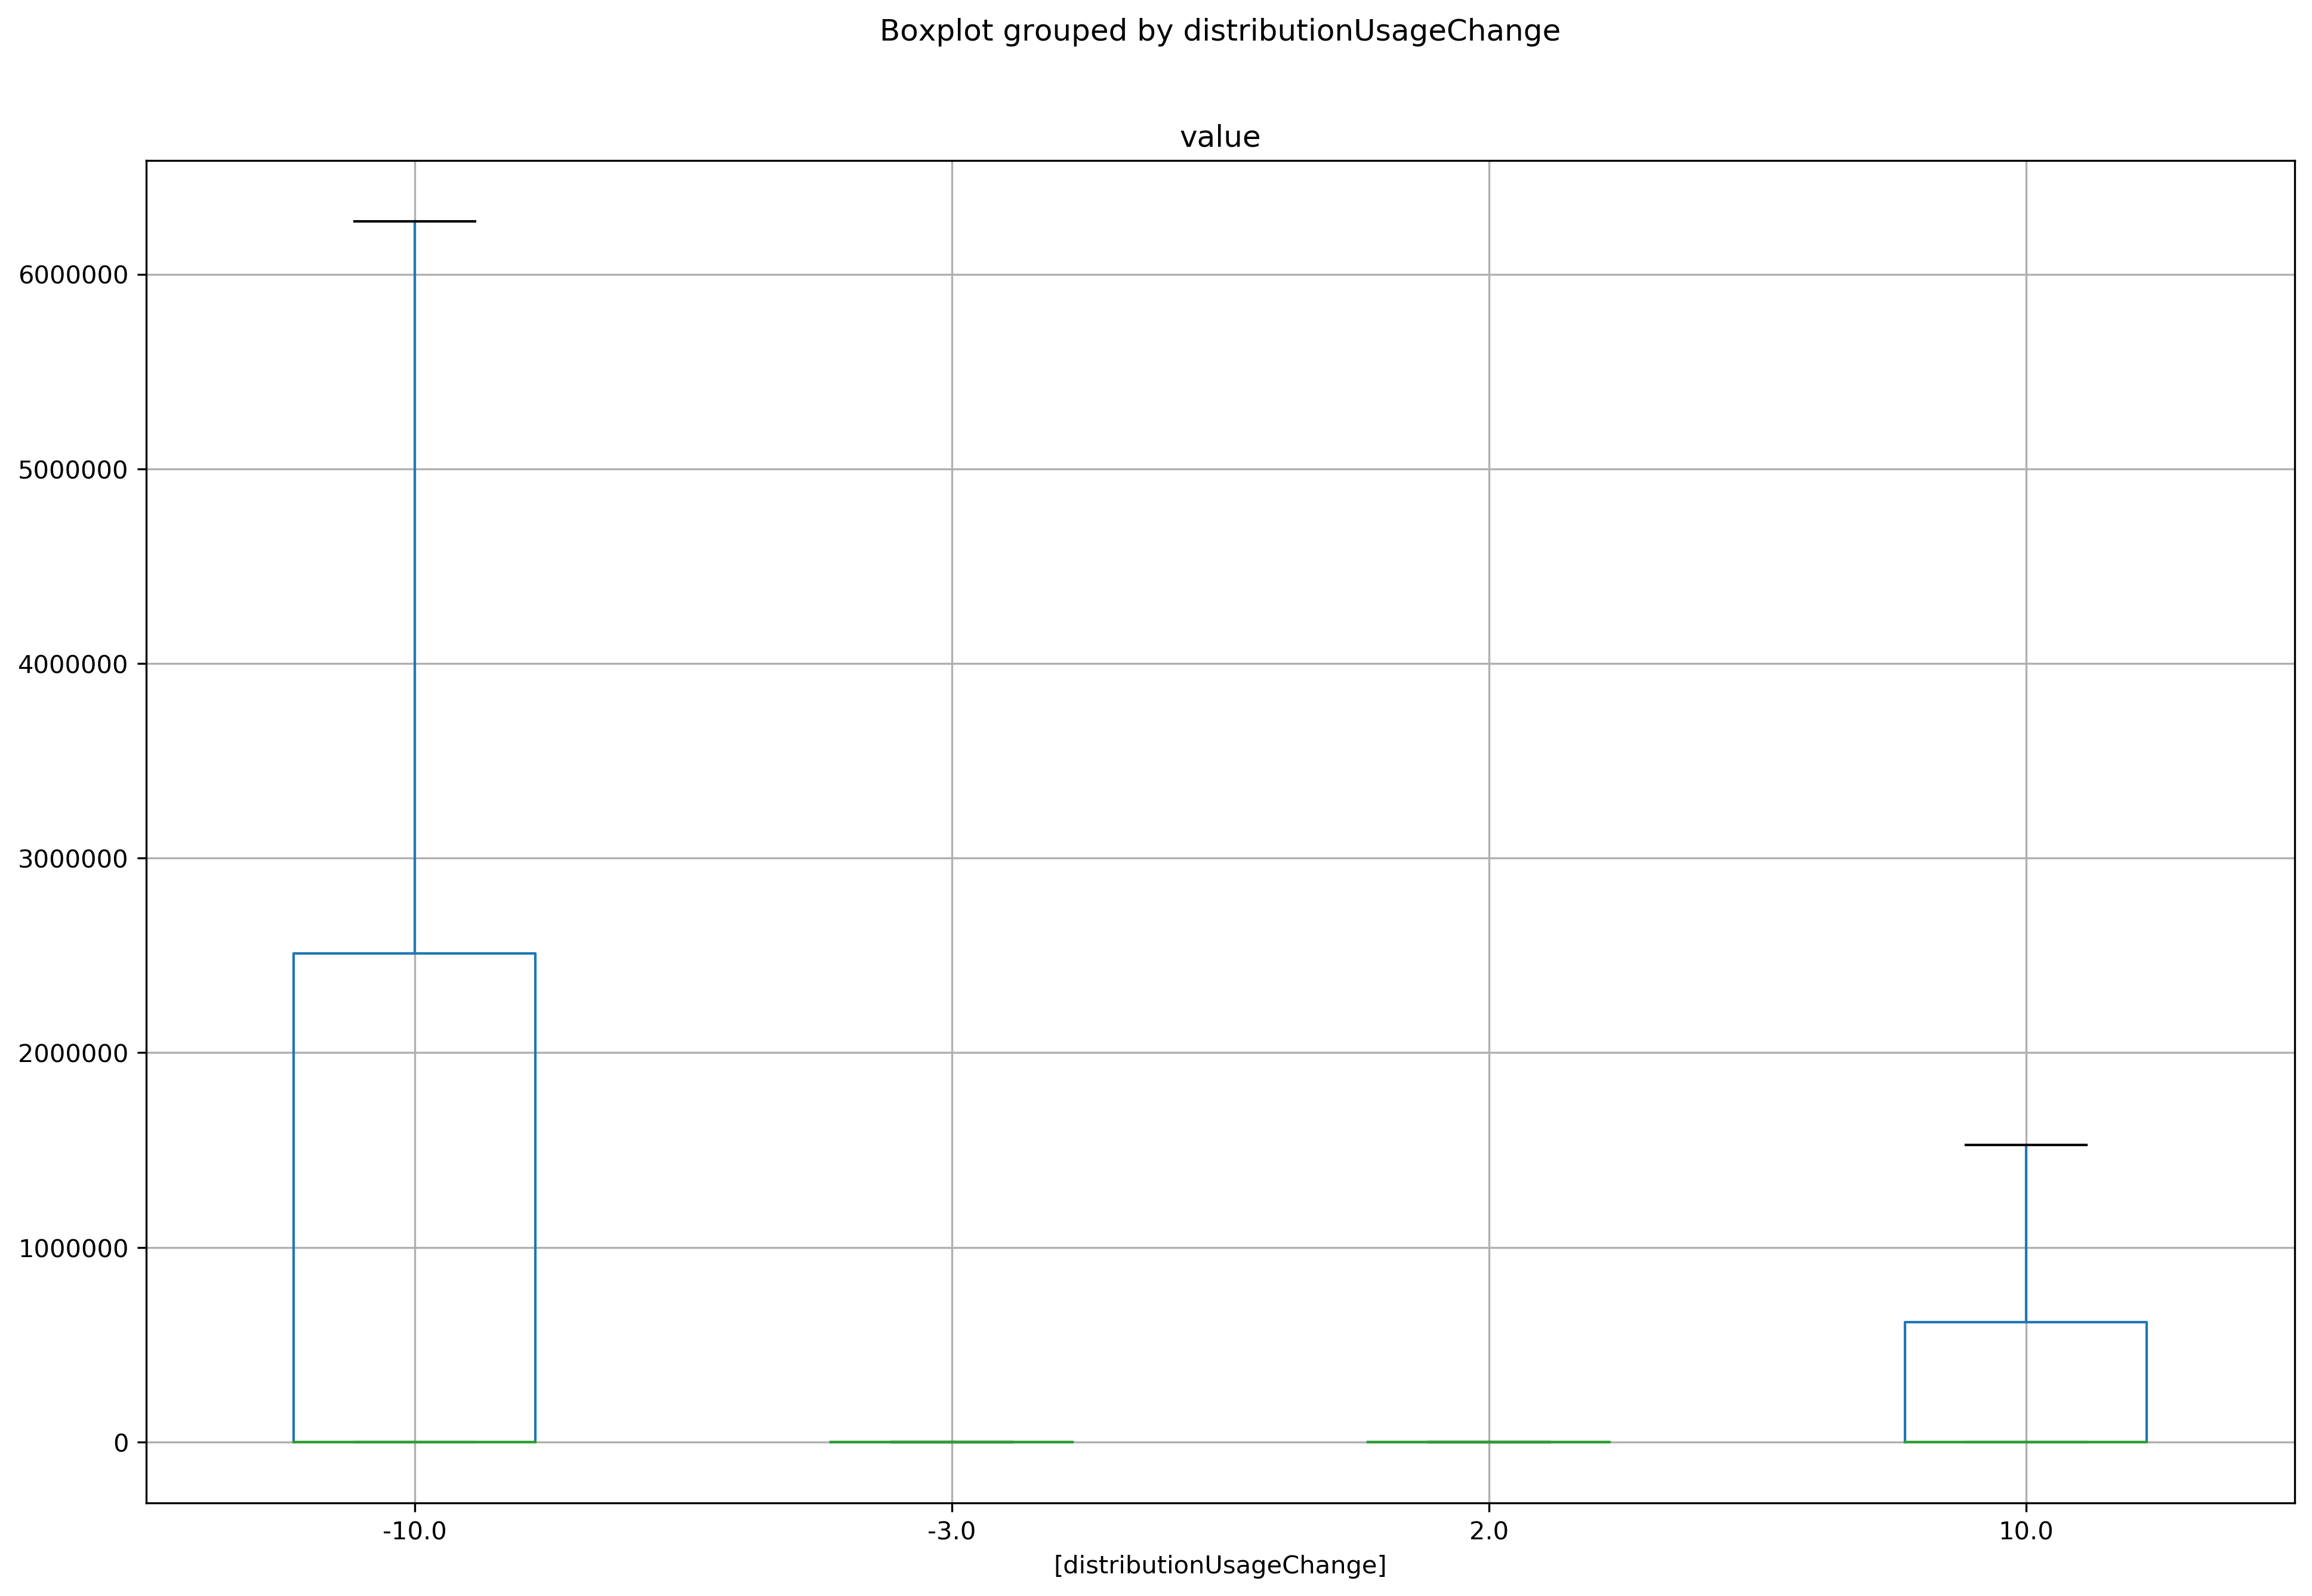 Boxplot grouped by distributionUsageChange
value
6000000
5000000
4000000
3000000
2000000
1000000
0
-10.0 -3.0 2.0 10.0
[distributionUsageChange]